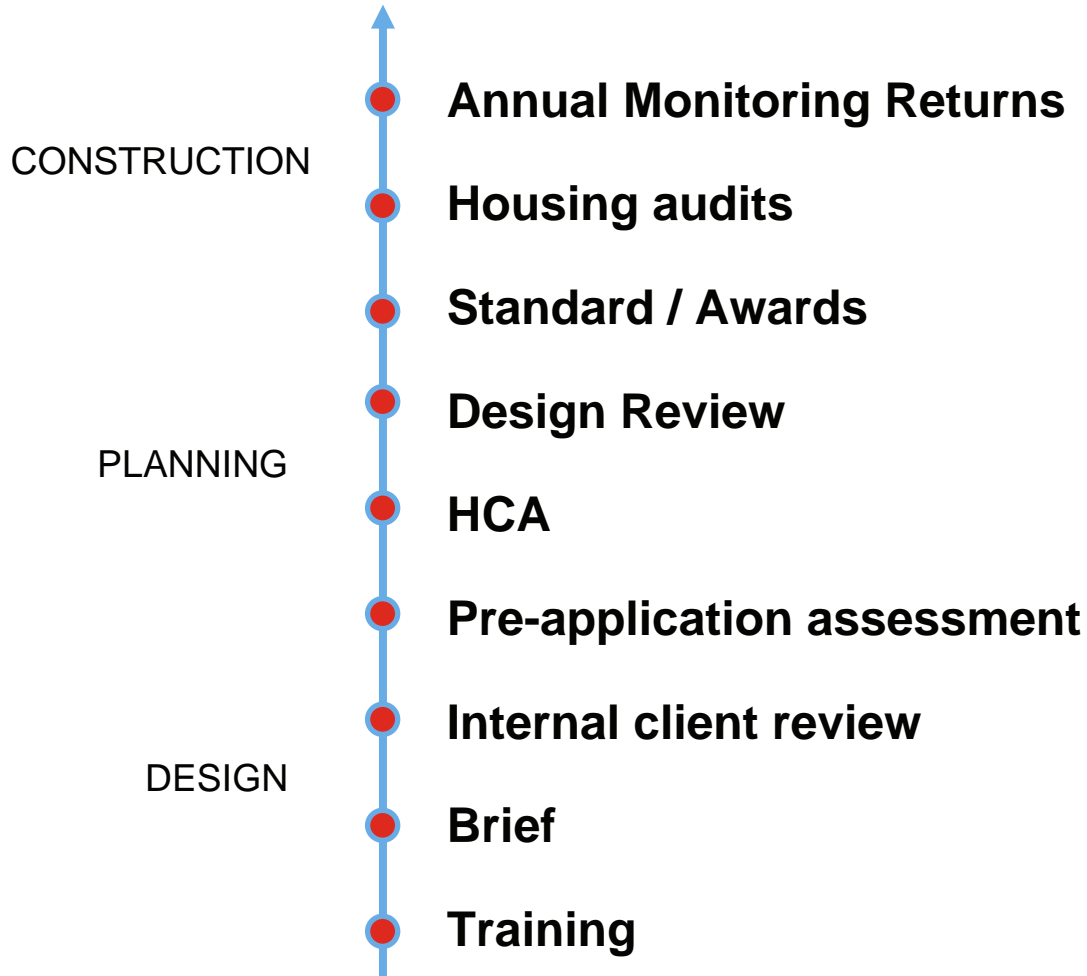 Annual Monitoring Returns
CONSTRUCTION
Housing audits
Standard / Awards
Design Review
PLANNING
HCA
Pre-application assessment
Internal client review
DESIGN
Brief
Training